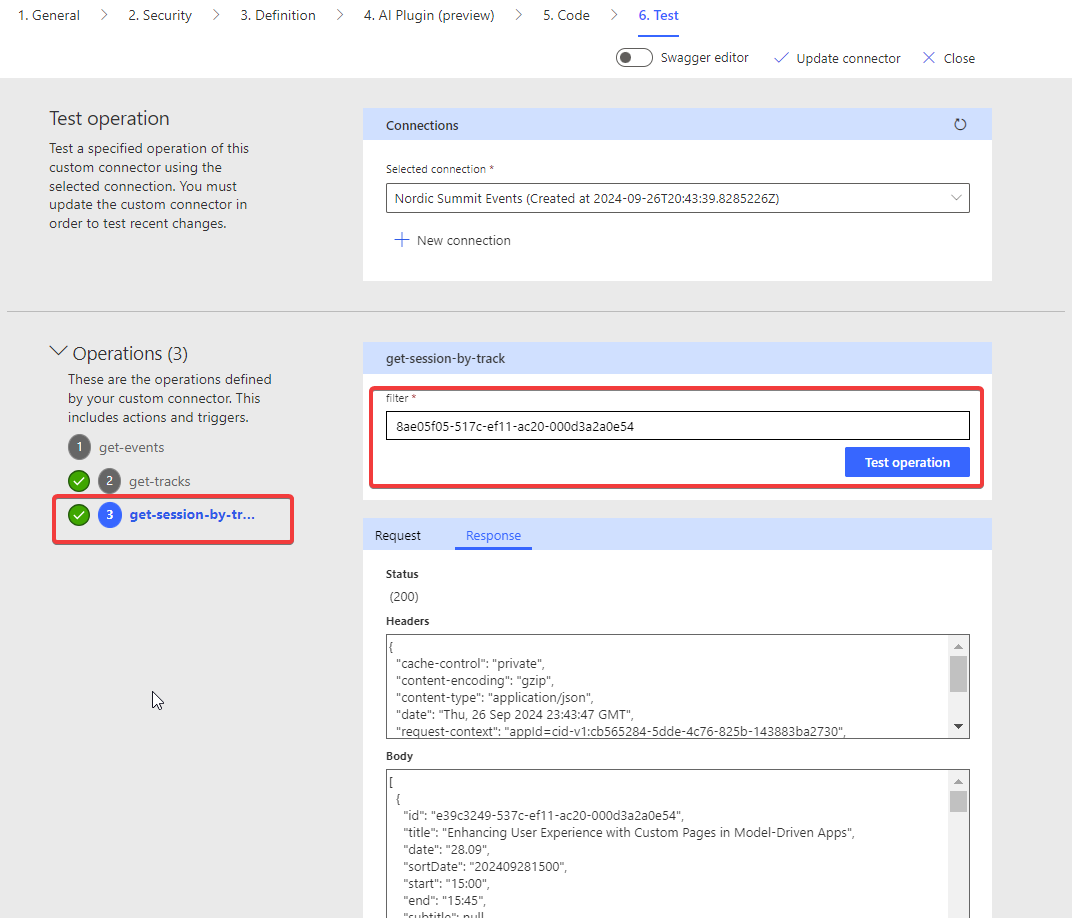 1. General 2. Security 3. Definition 4. AI Plugin (preview) 5. Code 6. Test
Swagger editor Update connector Close
Test operation
Test a specified operation of this
custom connector using the
selected connection. You must
update the custom connector in
order to test recent changes.
Connections
Selected connection *
Nordic Summit Events (Created at 2024-09-26T20:43:39.8285226Z)
New connection
Operations (3)
These are the operations defined
by your custom connector. This
includes actions and triggers.
1 get-events
2 get-tracks
3 get-session-by-tr...
get-session-by-track
filter *
8ae05f05-517c-ef11-ac20-000d3a2a0e54
Test operation
Request Response
Status
(200)
Headers
{
"cache-control": "private",
"content-encoding": "gzip",
"content-type": "application/json",
"date": "Thu, 26 Sep 2024 23:43:47 GMT",
"request-context": "appId=cid-v1:cb565284-5dde-4c76-825b-143883ba2730",
Body
[
{
"id": "e39c3249-537c-ef11-ac20-000d3a2a0e54",
"title": "Enhancing User Experience with Custom Pages in Model-Driven Apps",
"date": "28.09",
"sortDate": "202409281500",
"start": "15:00",
"end": "15:45",
"subtitle": null,